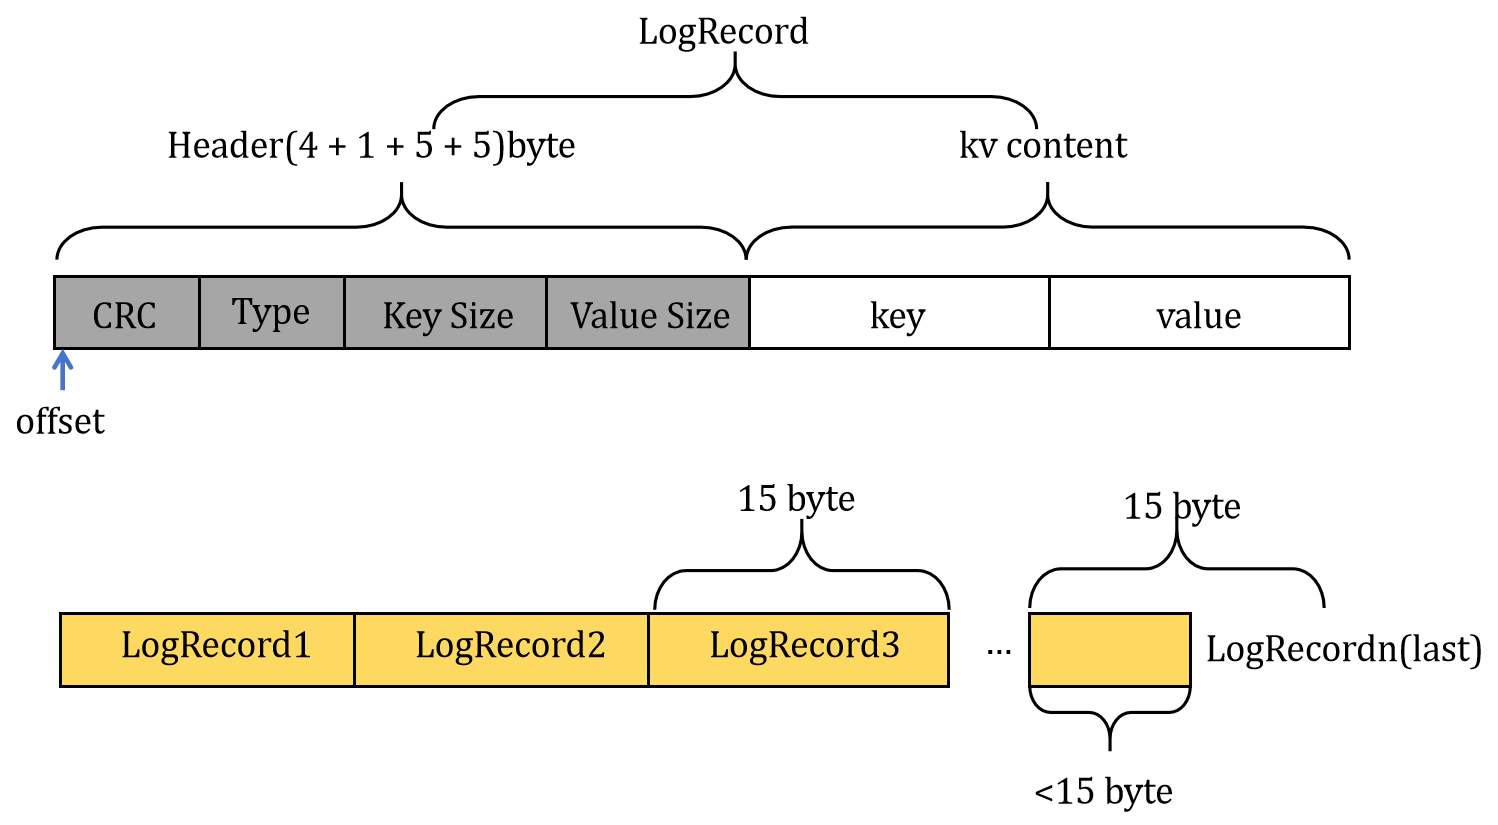 LogRecord
Header(4 + 1 + 5 + 5)byte
kv content
CRC
Type
Key Size
Value Size
key
value
offset
15 byte
15 byte
LogRecord1
LogRecord2
LogRecord3
...
LogRecordn(last)
<15 byte